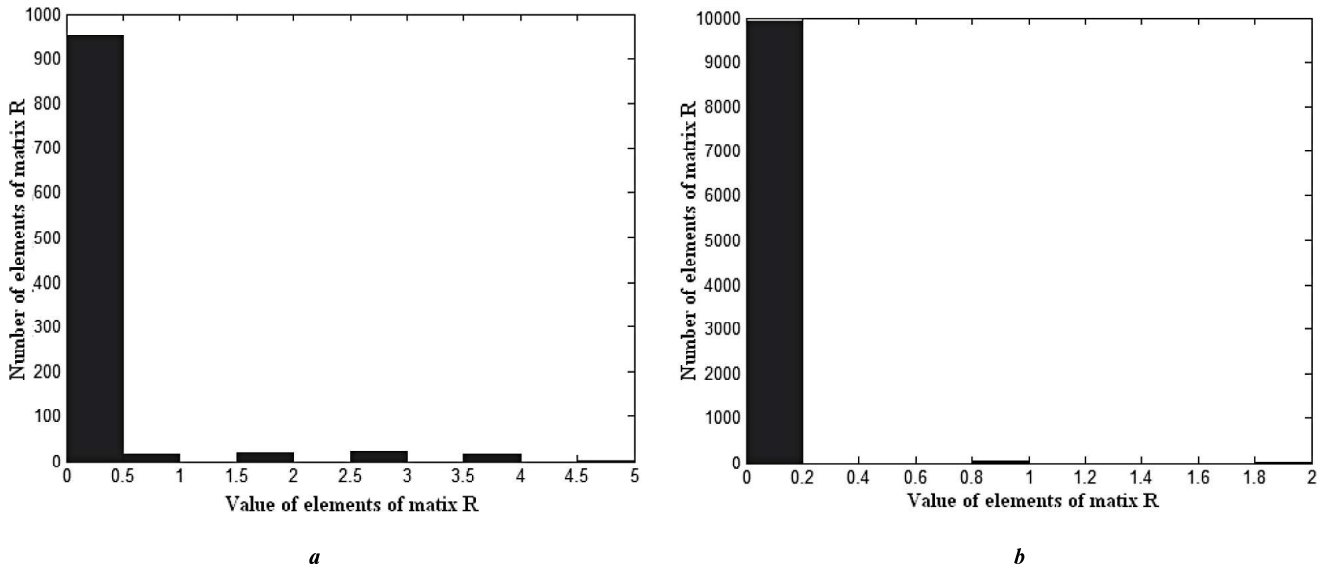 1000
900
800
700
600
500
400
300
200
100
0
Number of elements of matrix R
0 0.5 1 1.5 2 2.5 3 3.5 4 4.5 5
Value of elements of matix R
a
10000
9000
8000
7000
6000
5000
4000
3000
2000
1000
0
Number of elements of matrix R
0 0.2 0.4 0.6 0.8 1 1.2 1.4 1.6 1.8 2
Value of elements of matix R
b